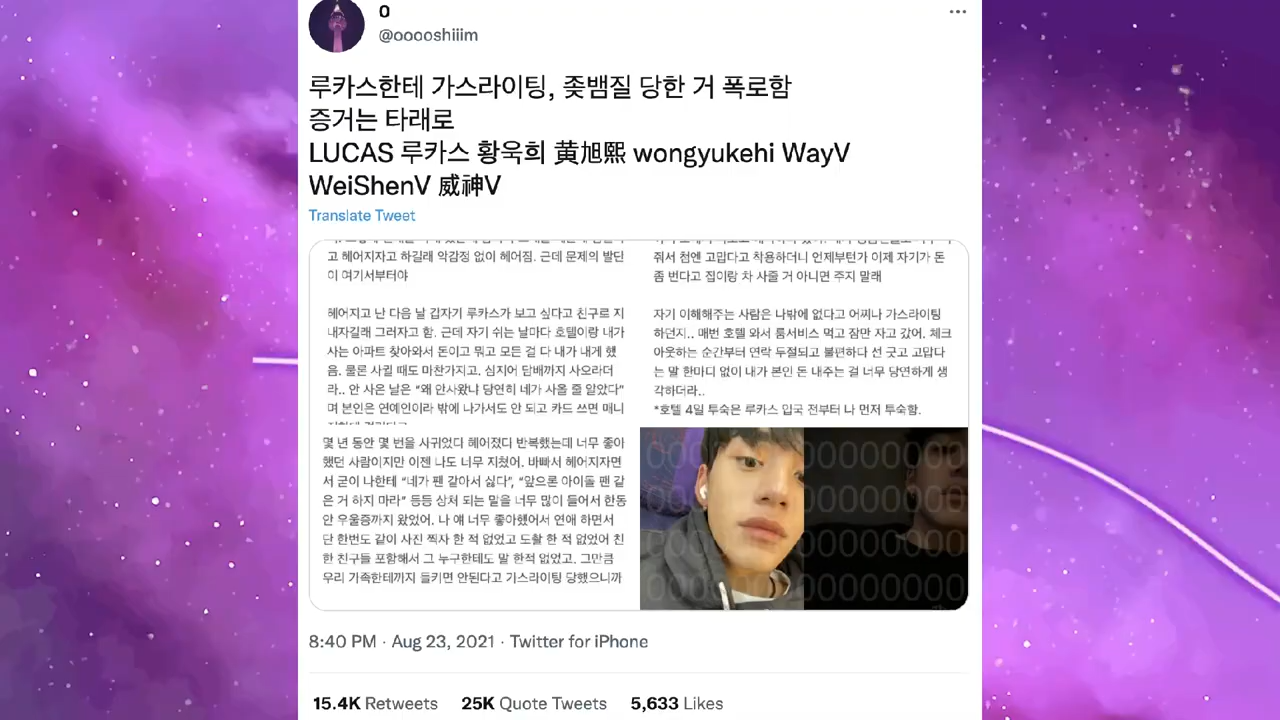 0
@ooooshiiim
루카스한테 가스라이팅, 좆뱀질 당한 거 폭로함
증거는 타래로
LUCAS 루카스 황욱희 黄旭熙 wongyukehi WayV
WeiShenV 威神V
Translate Tweet
고 헤어지자고 하길래 악감정 없이 헤어짐. 근데 문제의 발단
이 여기서부터야
헤어지고 난 다음 날 갑자기 루카스가 보고 싶다고 친구로 지
내자길래 그러자고 함. 근데 자기 쉬는 날마다 호텔이랑 내가
사는 아파트 찾아와서 돈이고 뭐고 모든 걸 다 내가 내게 했
음. 물론 사귈 때도 마찬가지고. 심지어 담배까지 사오라더
라.. 안 사온 날은 “왜 안사왔냐 당연히 네가 사올 줄 알았다”
며 본인은 연예인이라 밖에 나가서도 안 되고 카드 쓰면 매니
줘서 첨엔 고맙다고 착용하더니 언제부턴가 이제 자기가 돈
좀 번다고 집이랑 차 사줄 거 아니면 주지 말래
자기 이해해주는 사람은 나밖에 없다고 어찌나 가스라이팅
하던지.. 매번 호텔 와서 룸서비스 먹고 잠만 자고 갔어. 체크
아웃하는 순간부터 연락 두절되고 불편하다 선 긋고 고맙다
는 말 한마디 없이 내가 본인 돈 내주는 걸 너무 당연하게 생
각하더라..
*호텔 4일 투숙은 루카스 입국 전부터 나 먼저 투숙함.
몇 년 동안 몇 번을 사귀었다 헤어졌다 반복했는데 너무 좋아
했던 사람이지만 이젠 나도 너무 지쳤어. 바빠서 헤어지자면
서 굳이 나한테 “네가 팬 같아서 싫다”, “앞으론 아이돌 팬 같
은 거 하지 마라” 등등 상처 되는 말을 너무 많이 들어서 한동
안 우울증까지 왔었어. 나 얘 너무 좋아했어서 연애 하면서
단 한번도 같이 사진 찍자 한 적 없었고 도촬 한 적 없었어 친
한 친구들 포함해서 그 누구한테도 말 한적 없었고. 그만큼
우리 가족한테까지 들키면 안된다고 가스라이팅 당했으니까
8:40 PM · Aug 23, 2021 · Twitter for iPhone
15.4K Retweets 25K Quote Tweets 5,633 Likes